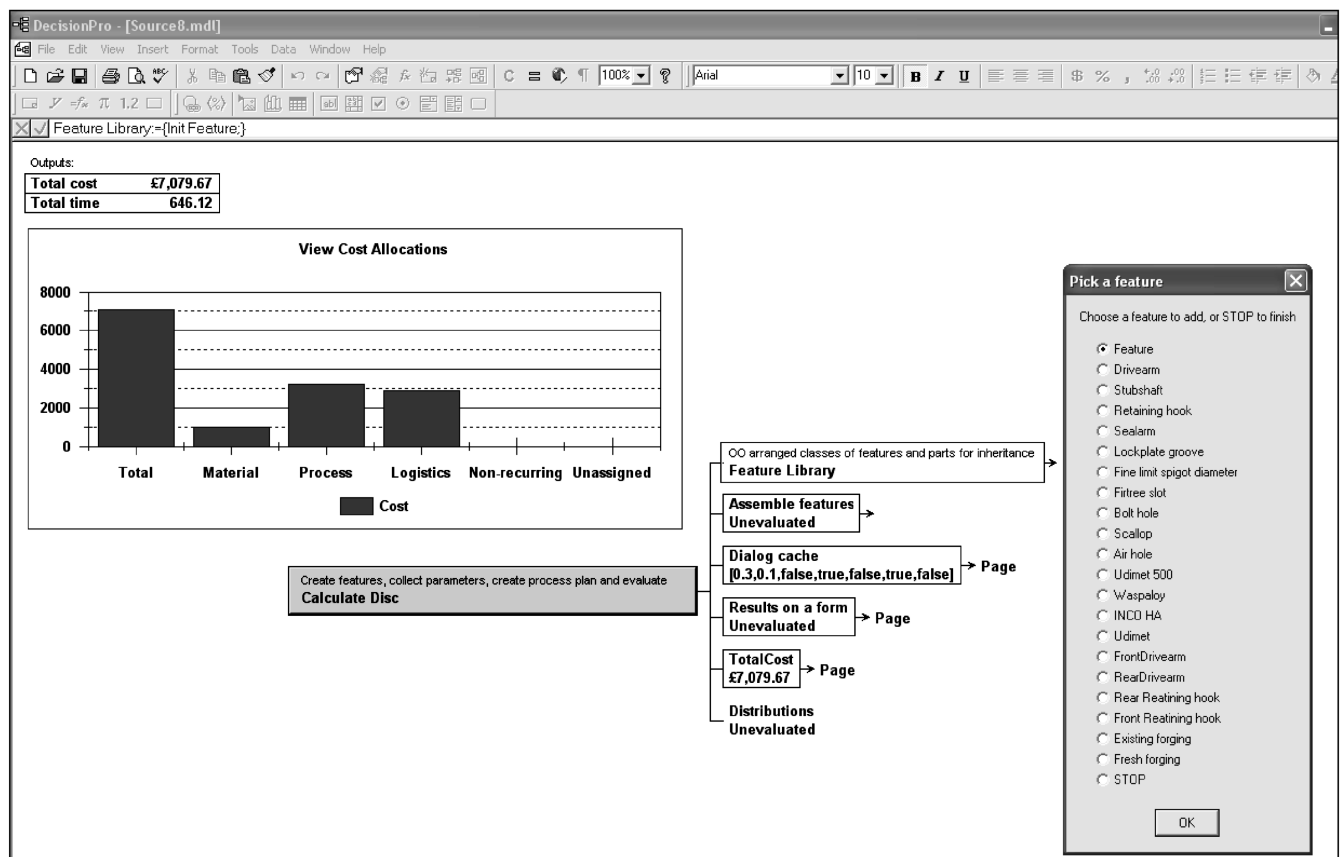 DecisionPro - [Source8.mdl]
File Edit View Insert Format Tools Data Window Help
100% Arial 10 B I U $ % ,
1.2
Feature Library:={Init Feature;}
Outputs:
Total cost £7,079.67
Total time 646.12
View Cost Allocations
8000
6000
4000
2000
0
Total Material Process Logistics Non-recurring Unassigned
Cost
Create features, collect parameters, create process plan and evaluate
Calculate Disc
OO arranged classes of features and parts for inheritance
Feature Library
Assemble features
Unevaluated
Dialog cache
[0.3,0.1,false,true,false,true,false]
Page
Results on a form
Unevaluated
Page
TotalCost
£7,079.67
Page
Distributions
Unevaluated
Pick a feature
Choose a feature to add, or STOP to finish
Feature
Drivearm
Stubshaft
Retaining hook
Sealarm
Lockplate groove
Fine limit spigot diameter
Firtree slot
Bolt hole
Scallop
Air hole
Udimet 500
Waspaloy
INCO HA
Udimet
FrontDrivearm
RearDrivearm
Rear Reatining hook
Front Reatining hook
Existing forging
Fresh forging
STOP
OK